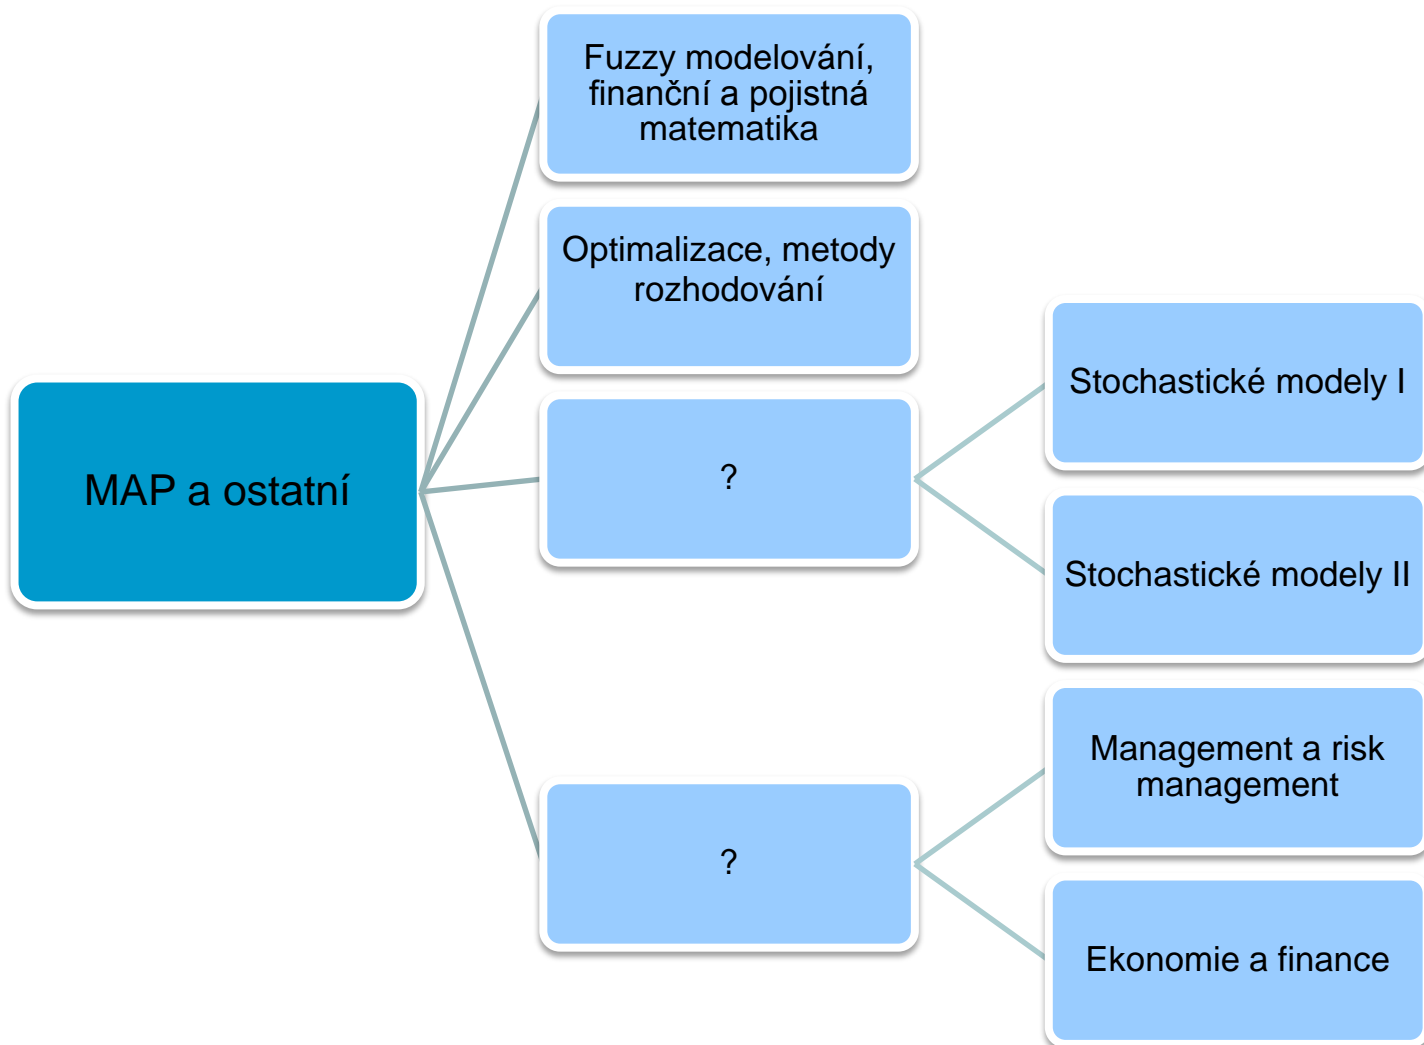 MAP a ostatní
Fuzzy modelování,
finanční a pojistná
matematika
Optimalizace, metody
rozhodování
?
Stochastické modely I
Stochastické modely II
?
Management a risk
management
Ekonomie a finance